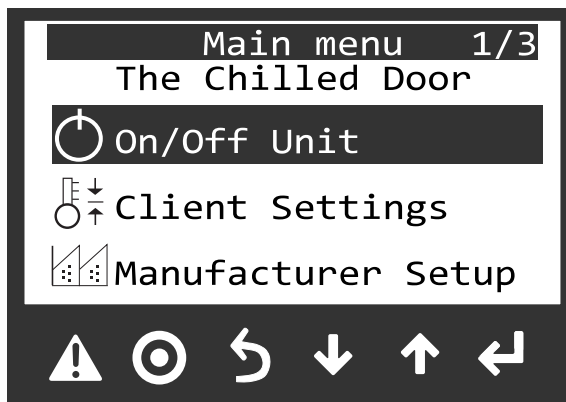 Main menu 1/3
The Chilled Door
On/Off Unit
Client Settings
Manufacturer Setup